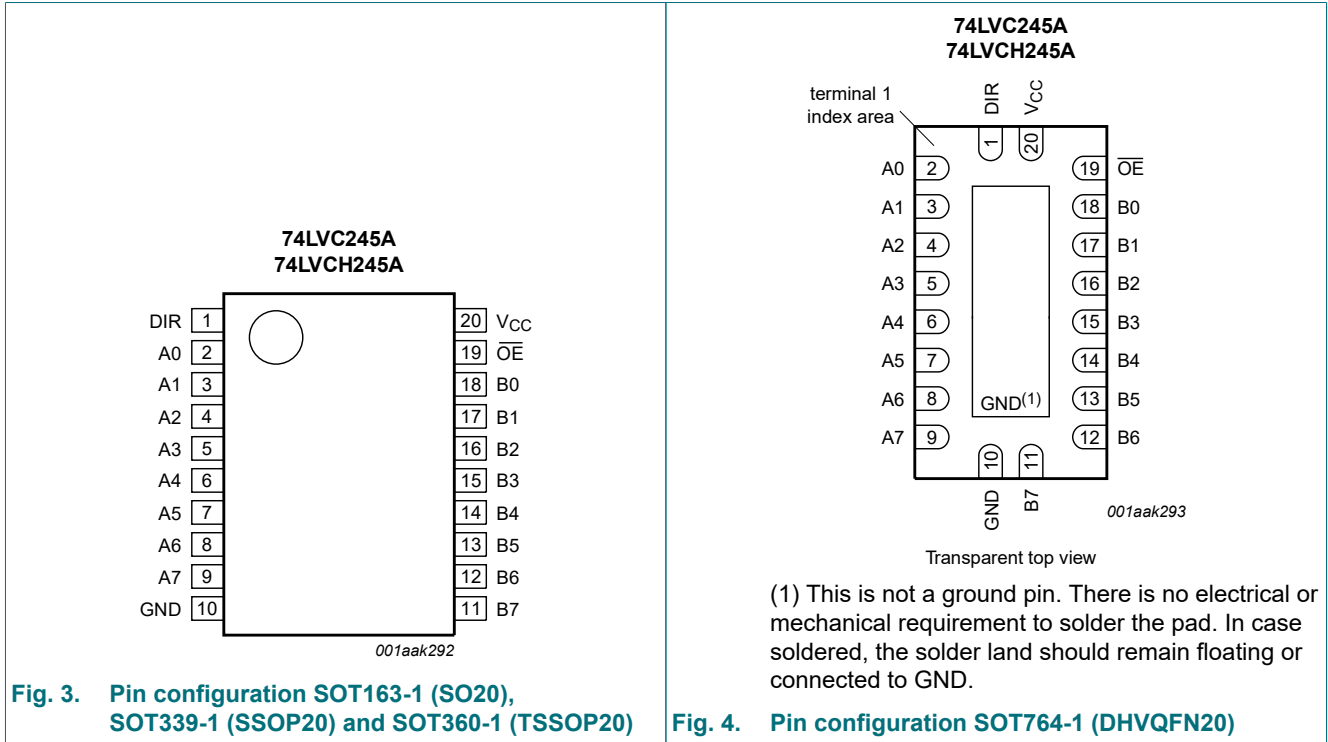 74LVC245A
74LVCH245A
DIR 1
A0 2
A1 3
A2 4
A3 5
A4 6
A5 7
A6 8
A7 9
GND 10
20 VCC
19 O̅E̅
18 B0
17 B1
16 B2
15 B3
14 B4
13 B5
12 B6
11 B7
001aak292
Fig. 3. Pin configuration SOT163-1 (SO20),
SOT339-1 (SSOP20) and SOT360-1 (TSSOP20)
74LVC245A
74LVCH245A
terminal 1
index area
DIR
VCC
1
20
A0 2
A1 3
A2 4
A3 5
A4 6
A5 7
A6 8
A7 9
19 O̅E̅
18 B0
17 B1
16 B2
15 B3
14 B4
13 B5
12 B6
GND(1)
10
11
GND
B7
001aak293
Transparent top view
(1) This is not a ground pin. There is no electrical or
mechanical requirement to solder the pad. In case
soldered, the solder land should remain floating or
connected to GND.
Fig. 4. Pin configuration SOT764-1 (DHVQFN20)